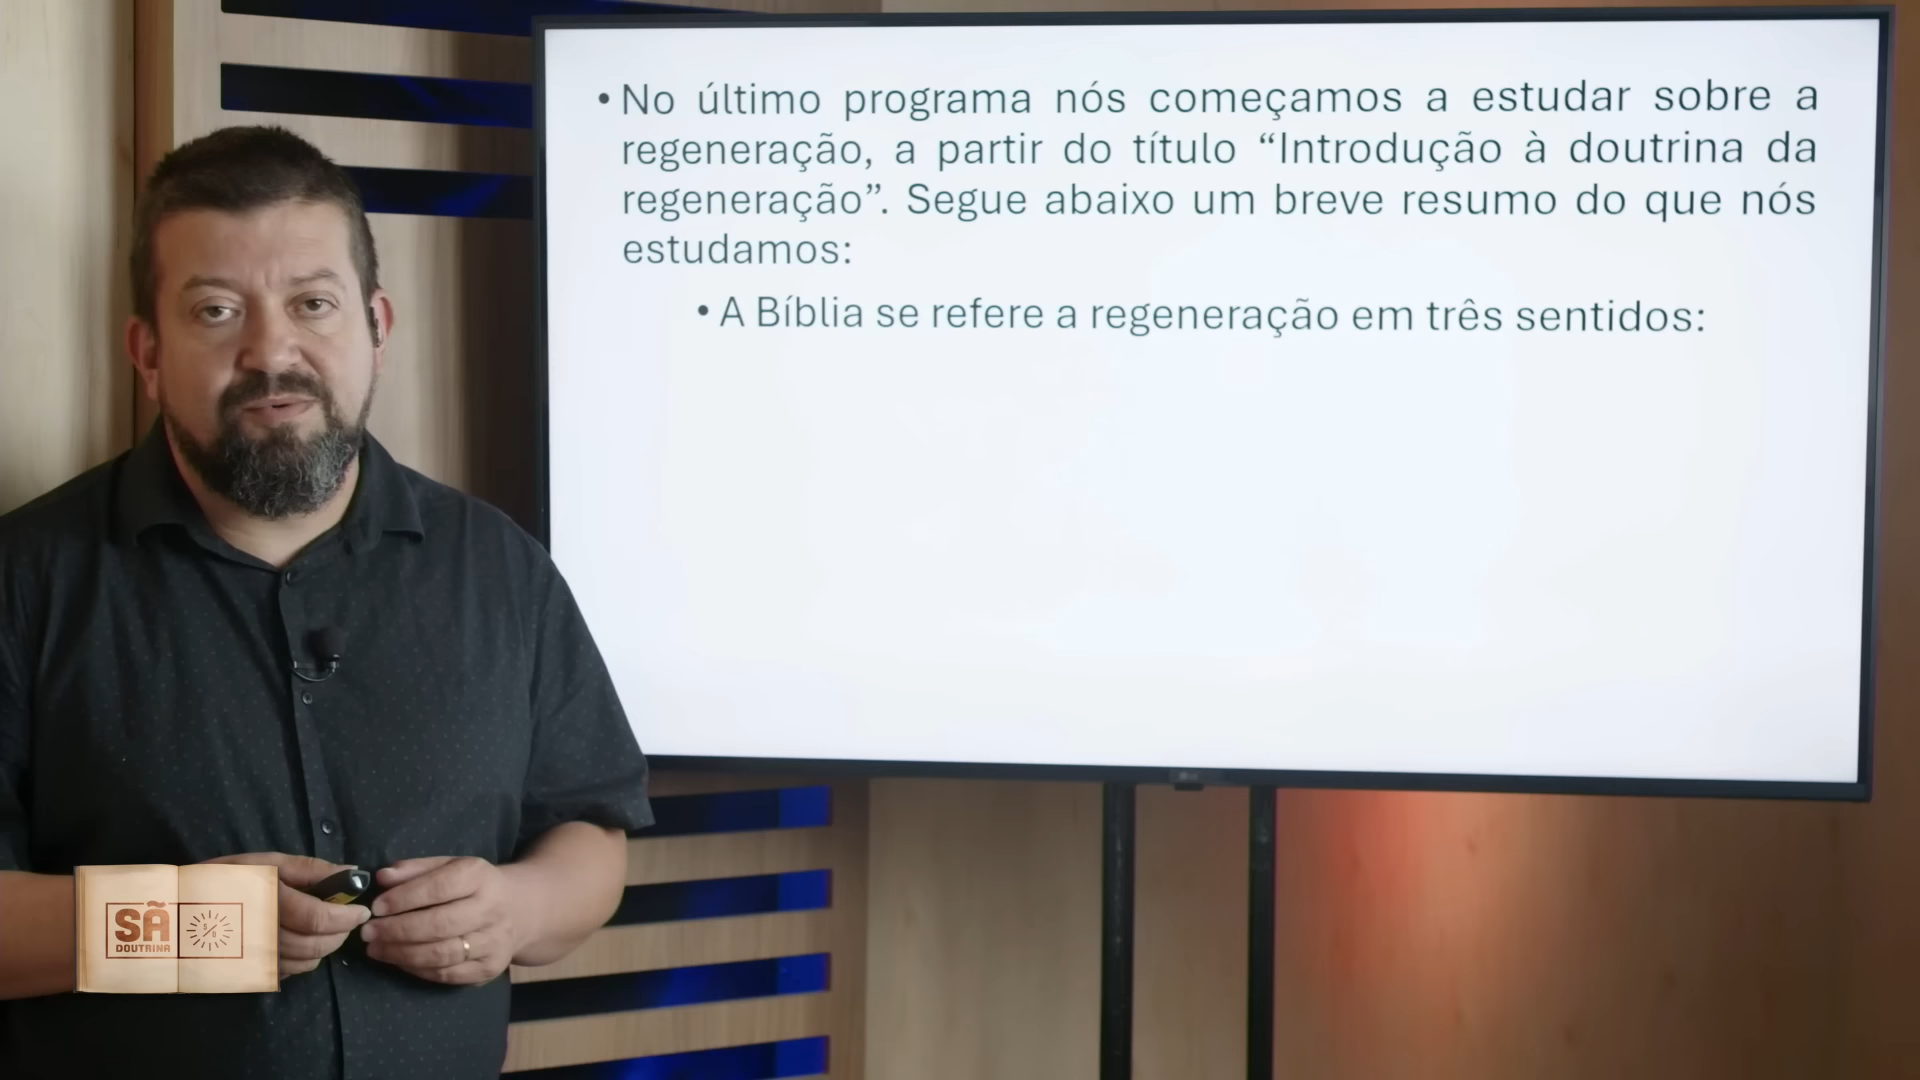 • No último programa nós começamos a estudar sobre a
regeneração, a partir do título “Introdução à doutrina da
regeneração”. Segue abaixo um breve resumo do que nós
estudamos:
• A Bíblia se refere a regeneração em três sentidos:
SÃ
DOUTRINA